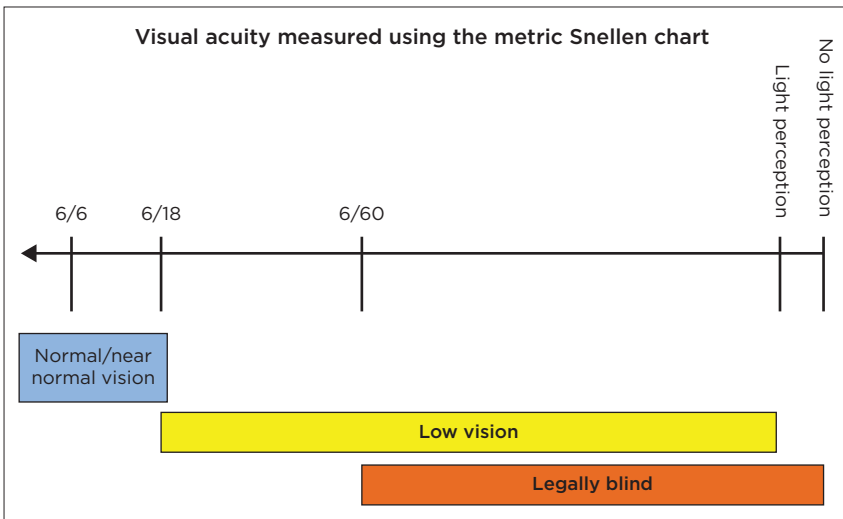 Visual acuity measured using the metric Snellen chart
Light perception
No light perception
6/6
6/18
6/60
Normal/near
normal vision
Low vision
Legally blind